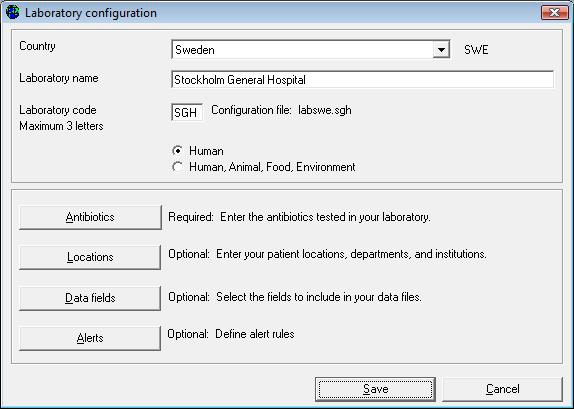 Laboratory configuration
Country
Sweden
SWE
Laboratory name
Stockholm General Hospital
Laboratory code
Maximum 3 letters
SGH
Configuration file: labswe.sgh
Human
Human, Animal, Food, Environment
Antibiotics
Required: Enter the antibiotics tested in your laboratory.
Locations
Optional: Enter your patient locations, departments, and institutions.
Data fields
Optional: Select the fields to include in your data files.
Alerts
Optional: Define alert rules
Save
Cancel